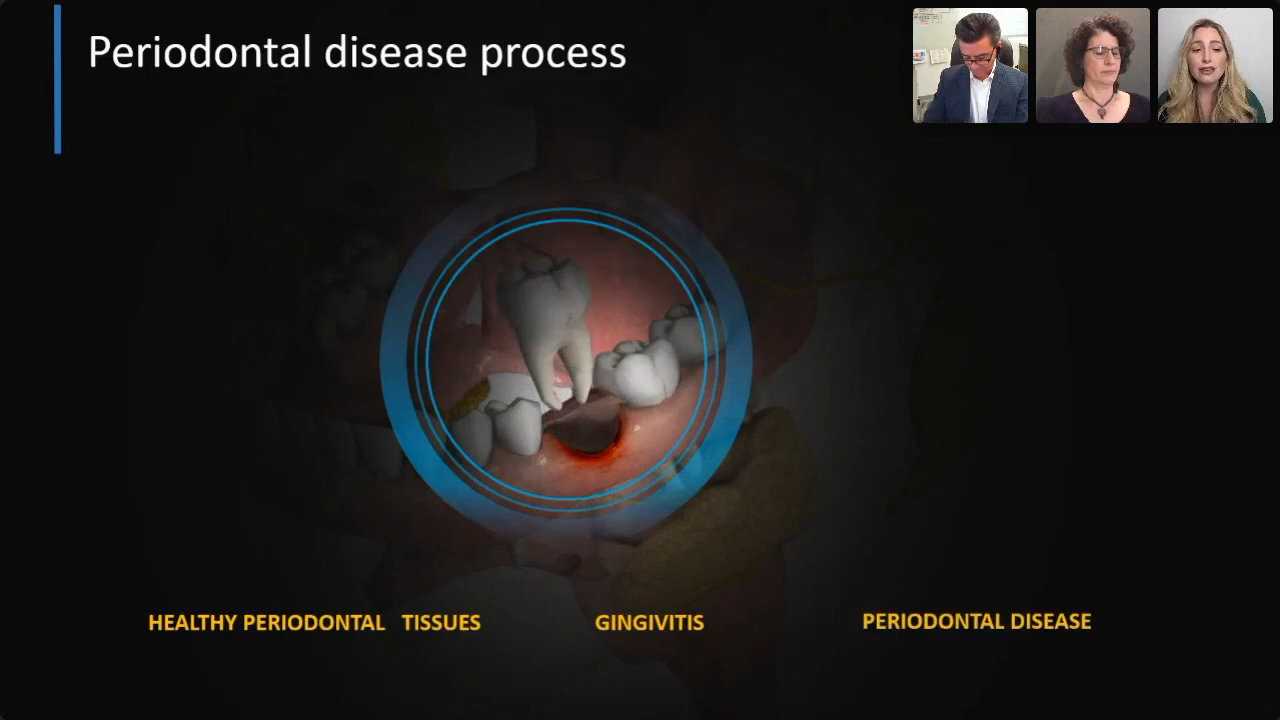 Periodontal disease process
HEALTHY PERIODONTAL TISSUES
GINGIVITIS
PERIODONTAL DISEASE